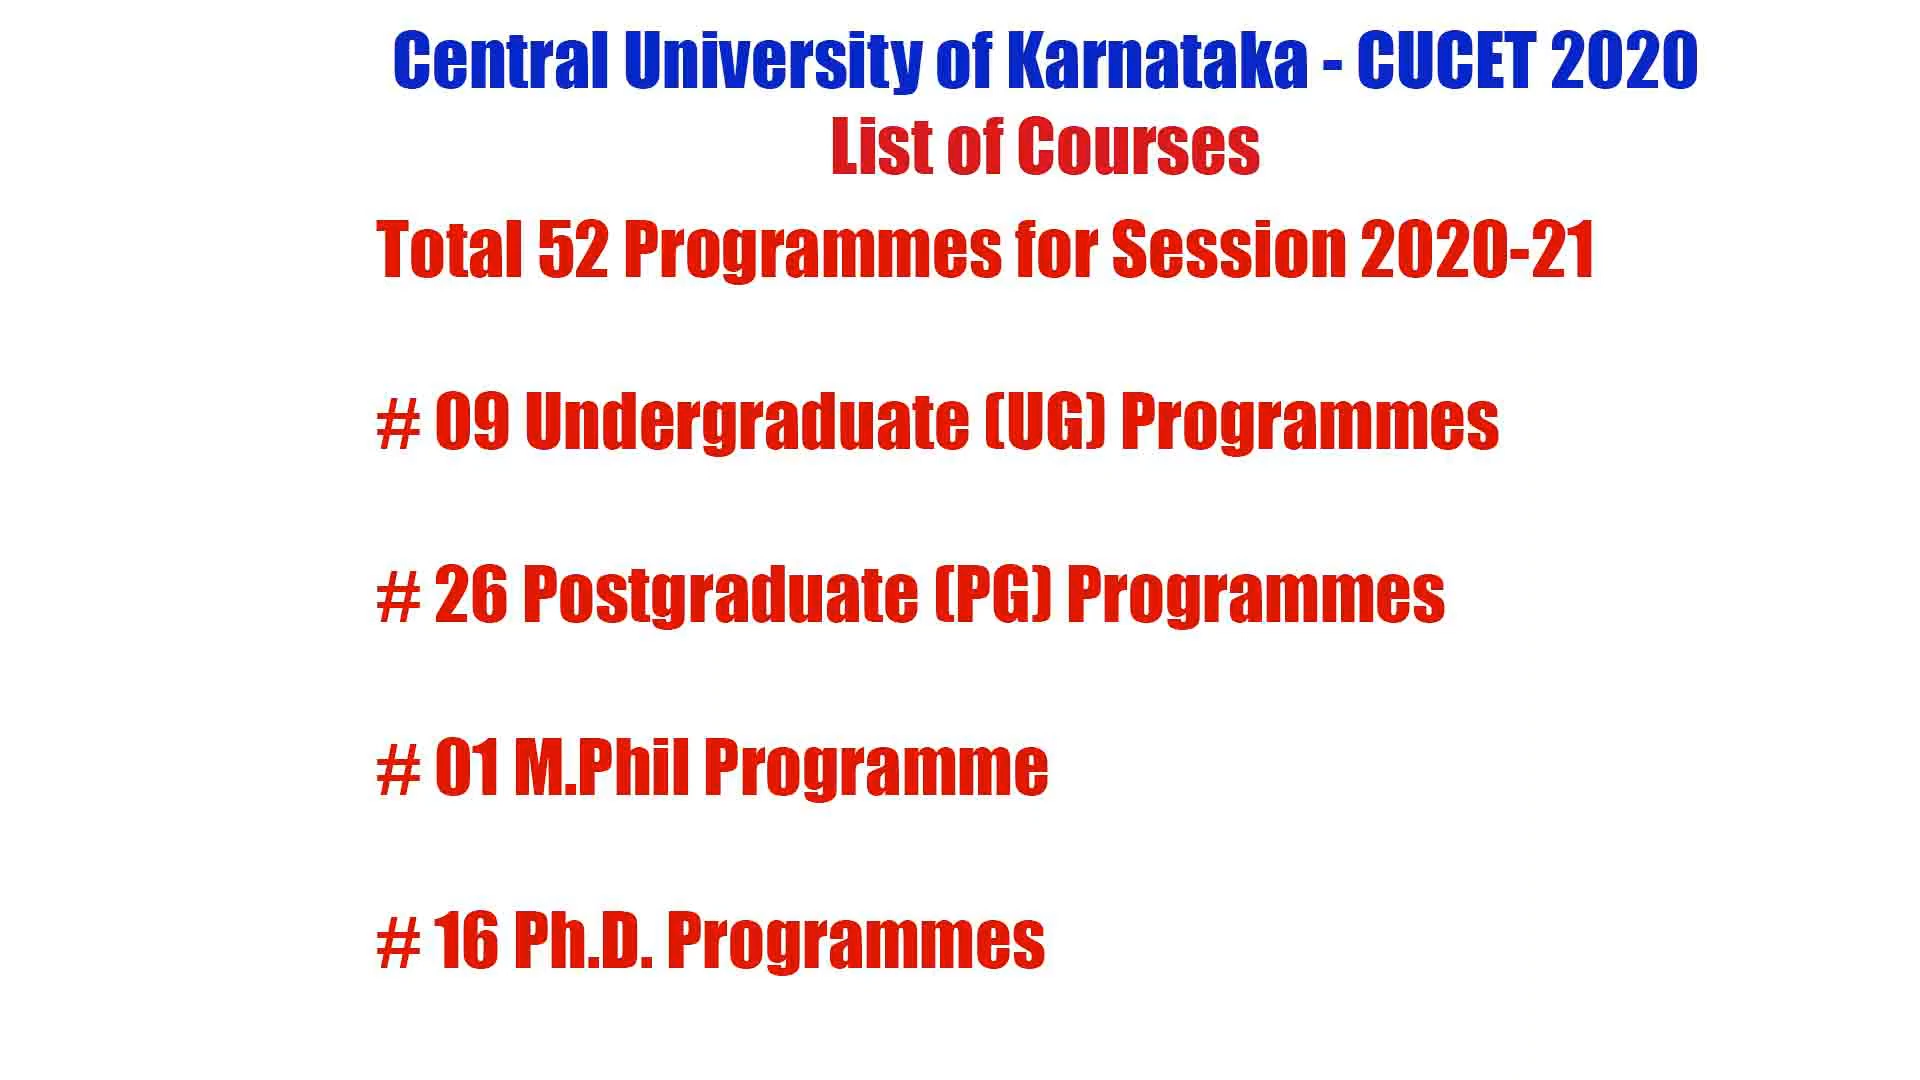 Central University of Karnataka - CUCET 2020
List of Courses
Total 52 Programmes for Session 2020-21
# 09 Undergraduate (UG) Programmes
# 26 Postgraduate (PG) Programmes
# 01 M.Phil Programme
# 16 Ph.D. Programmes